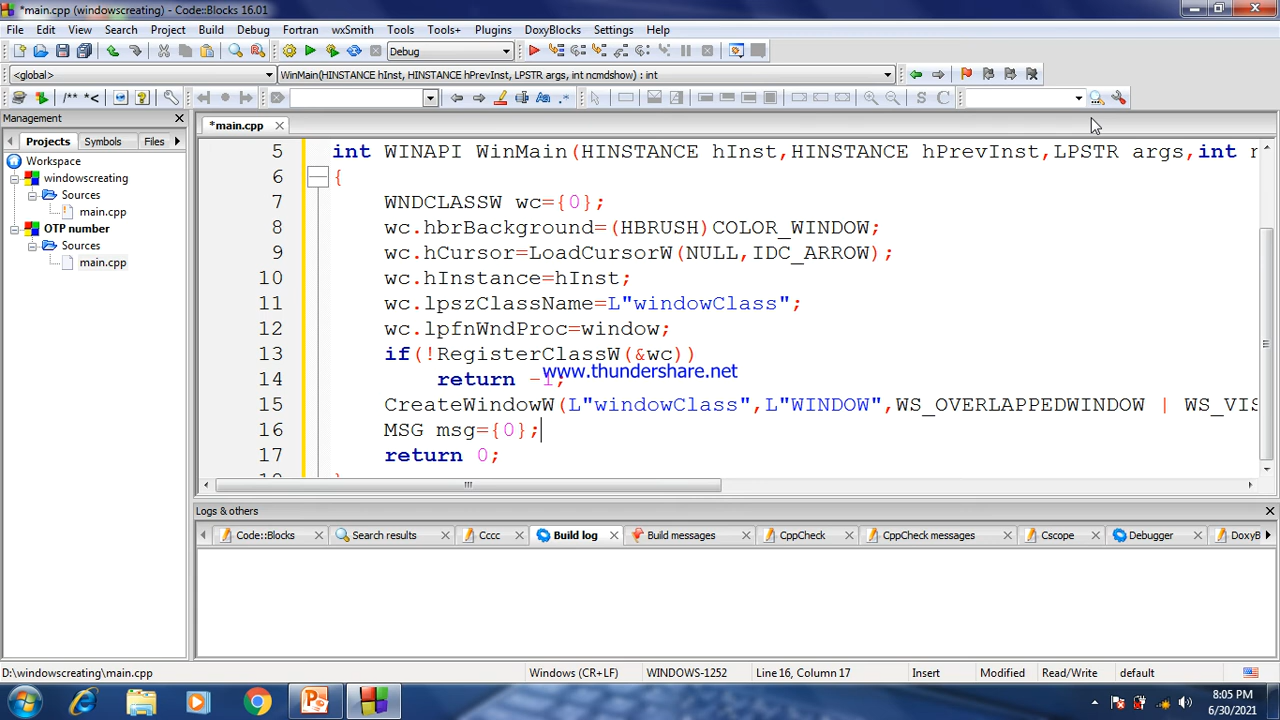 *main.cpp (windowscreating) - Code::Blocks 16.01
File Edit View Search Project Build Debug Fortran wxSmith Tools Tools+ Plugins DoxyBlocks Settings Help
Debug
<global> WinMain(HINSTANCE hInst, HINSTANCE hPrevInst, LPSTR args, int ncmdshow) : int
/** *< S C
Management
*main.cpp
Projects Symbols Files
Workspace
windowscreating
Sources
main.cpp
OTP number
Sources
main.cpp
5 int WINAPI WinMain(HINSTANCE hInst,HINSTANCE hPrevInst,LPSTR args,int n
6 {
7 WNDCLASSW wc={0};
8 wc.hbrBackground=(HBRUSH)COLOR_WINDOW;
9 wc.hCursor=LoadCursorW(NULL,IDC_ARROW);
10 wc.hInstance=hInst;
11 wc.lpszClassName=L"windowClass";
12 wc.lpfnWndProc=window;
13 if(!RegisterClassW(&wc))
www.thundershare.net
14 return -1;
15 CreateWindowW(L"windowClass",L"WINDOW",WS_OVERLAPPEDWINDOW | WS_VIS
16 MSG msg={0};
17 return 0;
Logs & others
Code::Blocks Search results Cccc Build log Build messages CppCheck CppCheck messages Cscope Debugger DoxyB
D:\windowscreating\main.cpp Windows (CR+LF) WINDOWS-1252 Line 16, Column 17 Insert Modified Read/Write default
8:05 PM
6/30/2021